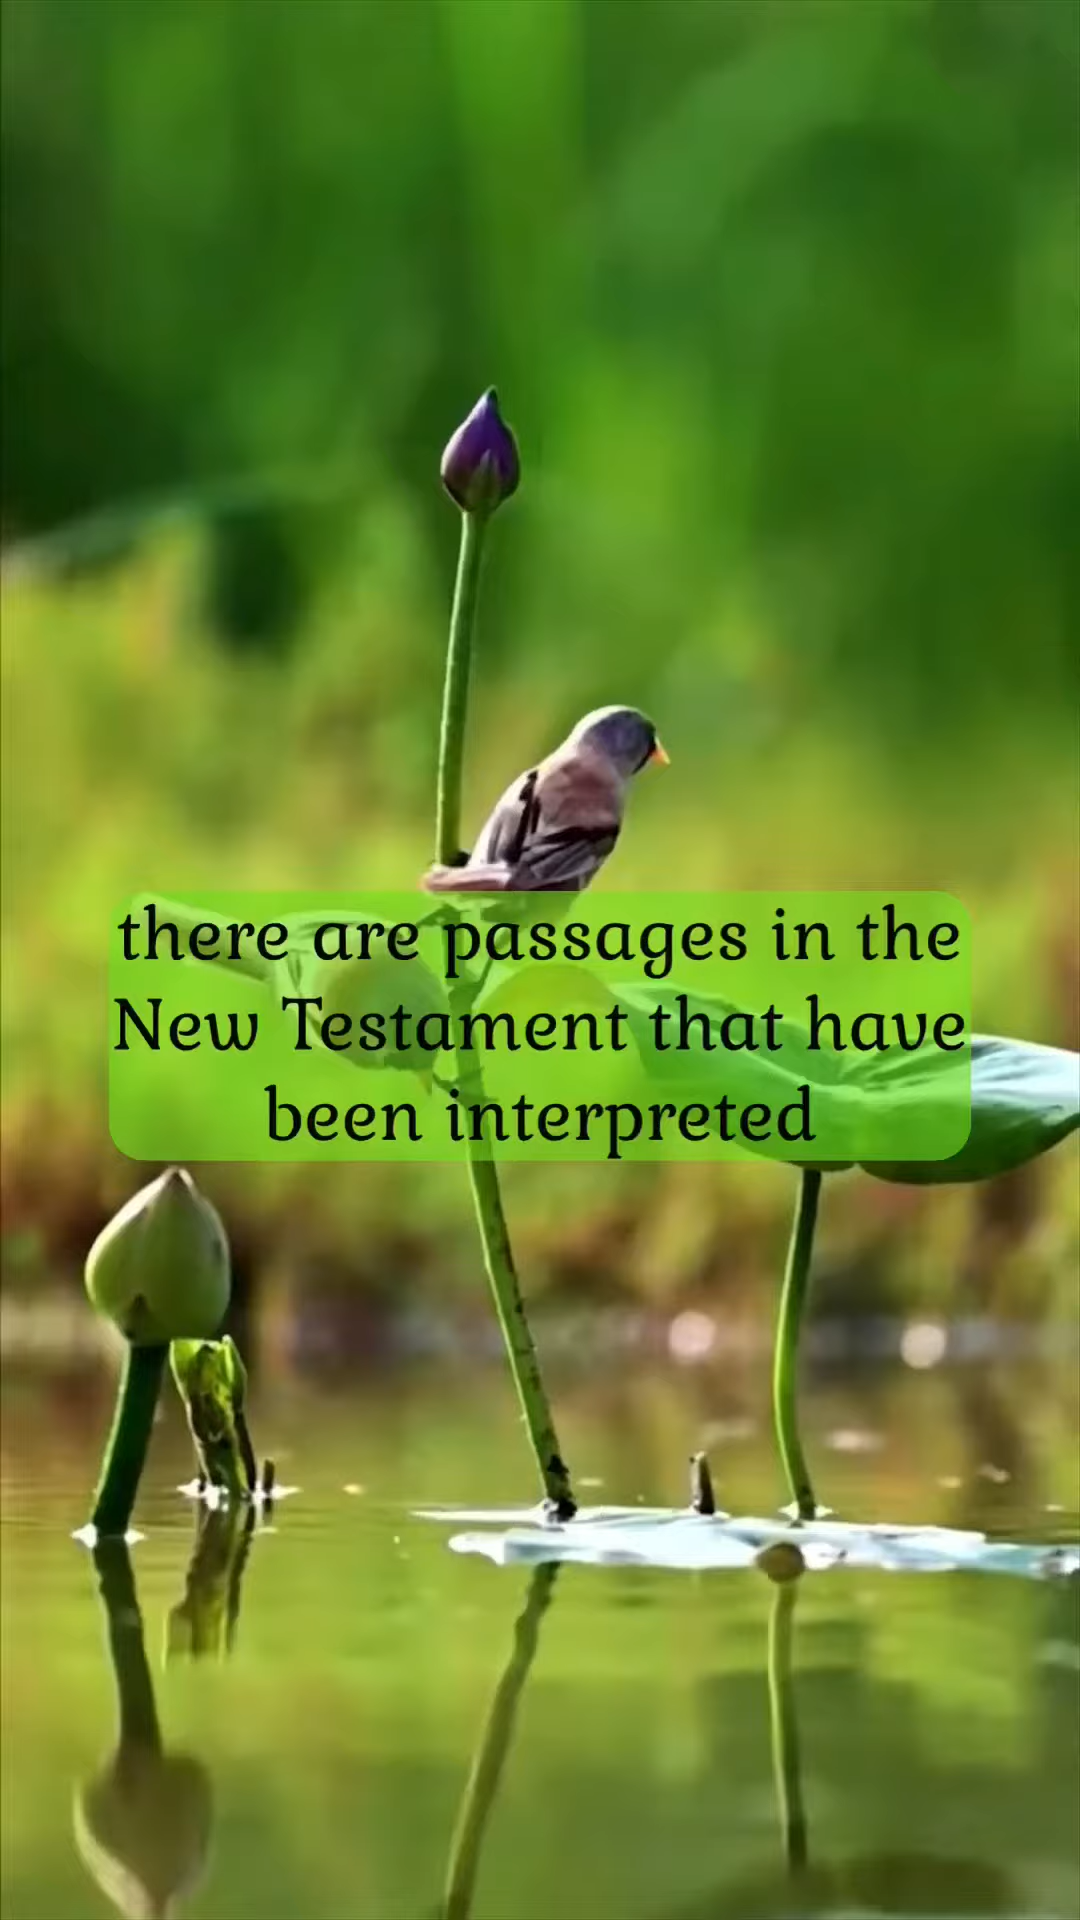 there are passages in the
New Testament that have
been interpreted